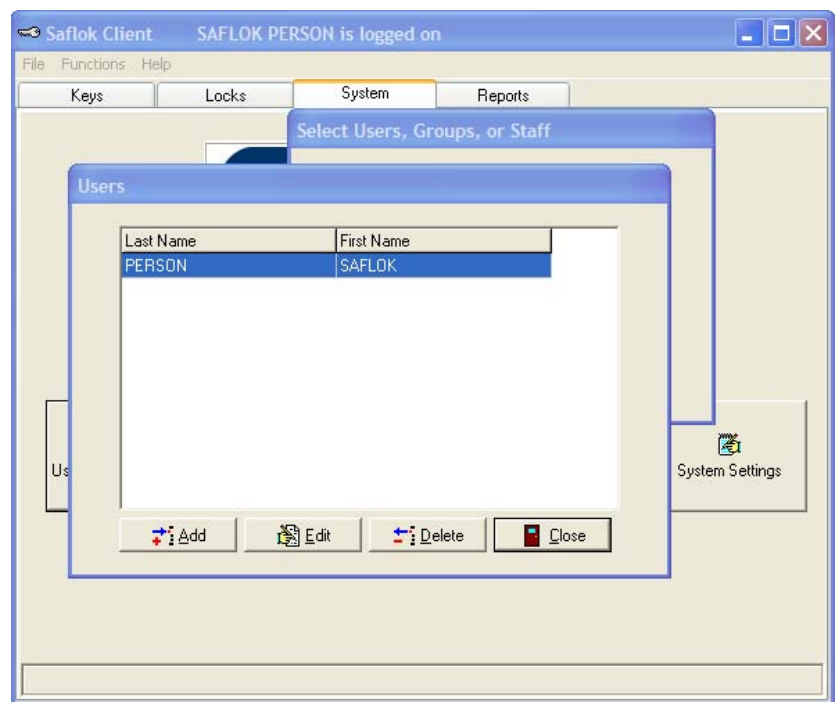 Saflok Client SAFLOK PERSON is logged on
File Functions Help
Keys Locks System Reports
Select Users, Groups, or Staff
Users
Last Name First Name
PERSON SAFLOK
Us
System Settings
Add Edit Delete Close